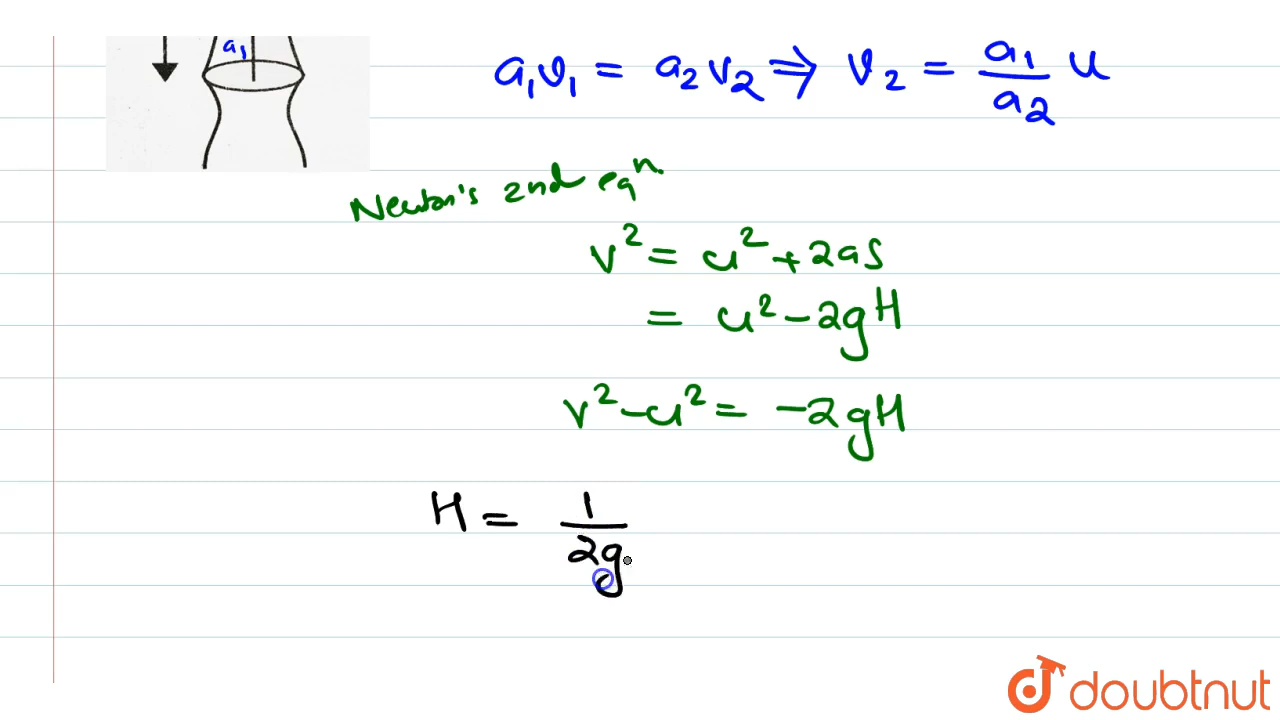 a₁
a₁v₁ = a₂v₂ ⇒ v₂ = a₁/a₂ u
Newton's 2nd eqⁿ.
v² = u² + 2aS
= u² - 2gH
v² - u² = -2gH
H = 1/2g
doubtnut